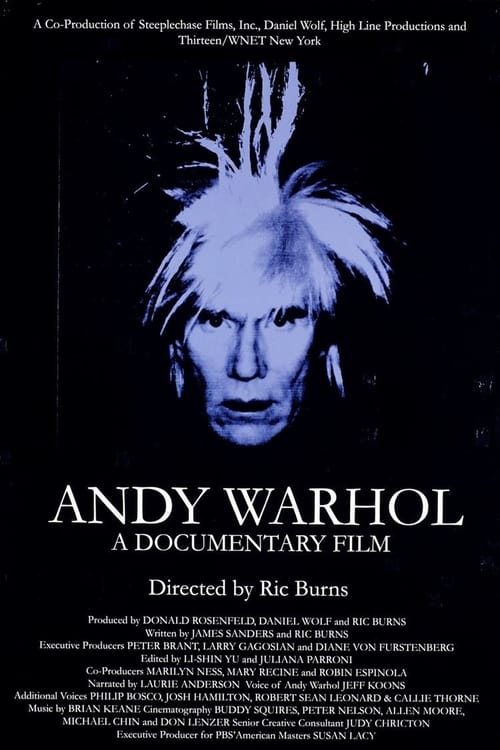 A Co-Production of Steeplechase Films, Inc., Daniel Wolf, High Line Productions and
Thirteen/WNET New York
ANDY WARHOL
A DOCUMENTARY FILM
Directed by Ric Burns
Produced by DONALD ROSENFELD, DANIEL WOLF and RIC BURNS
Written by JAMES SANDERS and RIC BURNS
Executive Producers PETER BRANT, LARRY GAGOSIAN and DIANE VON FURSTENBERG
Edited by LI-SHIN YU and JULIANA PARRONI
Co-Producers MARILYN NESS, MARY RECINE and ROBIN ESPINOLA
Narrated by LAURIE ANDERSON Voice of Andy Warhol JEFF KOONS
Additional Voices PHILIP BOSCO, JOSH HAMILTON, ROBERT SEAN LEONARD & CALLIE THORNE
Music by BRIAN KEANE Cinematography BUDDY SQUIRES, PETER NELSON, ALLEN MOORE,
MICHAEL CHIN and DON LENZER Senior Creative Consultant JUDY CHRICTON
Executive Producer for PBS'American Masters SUSAN LACY